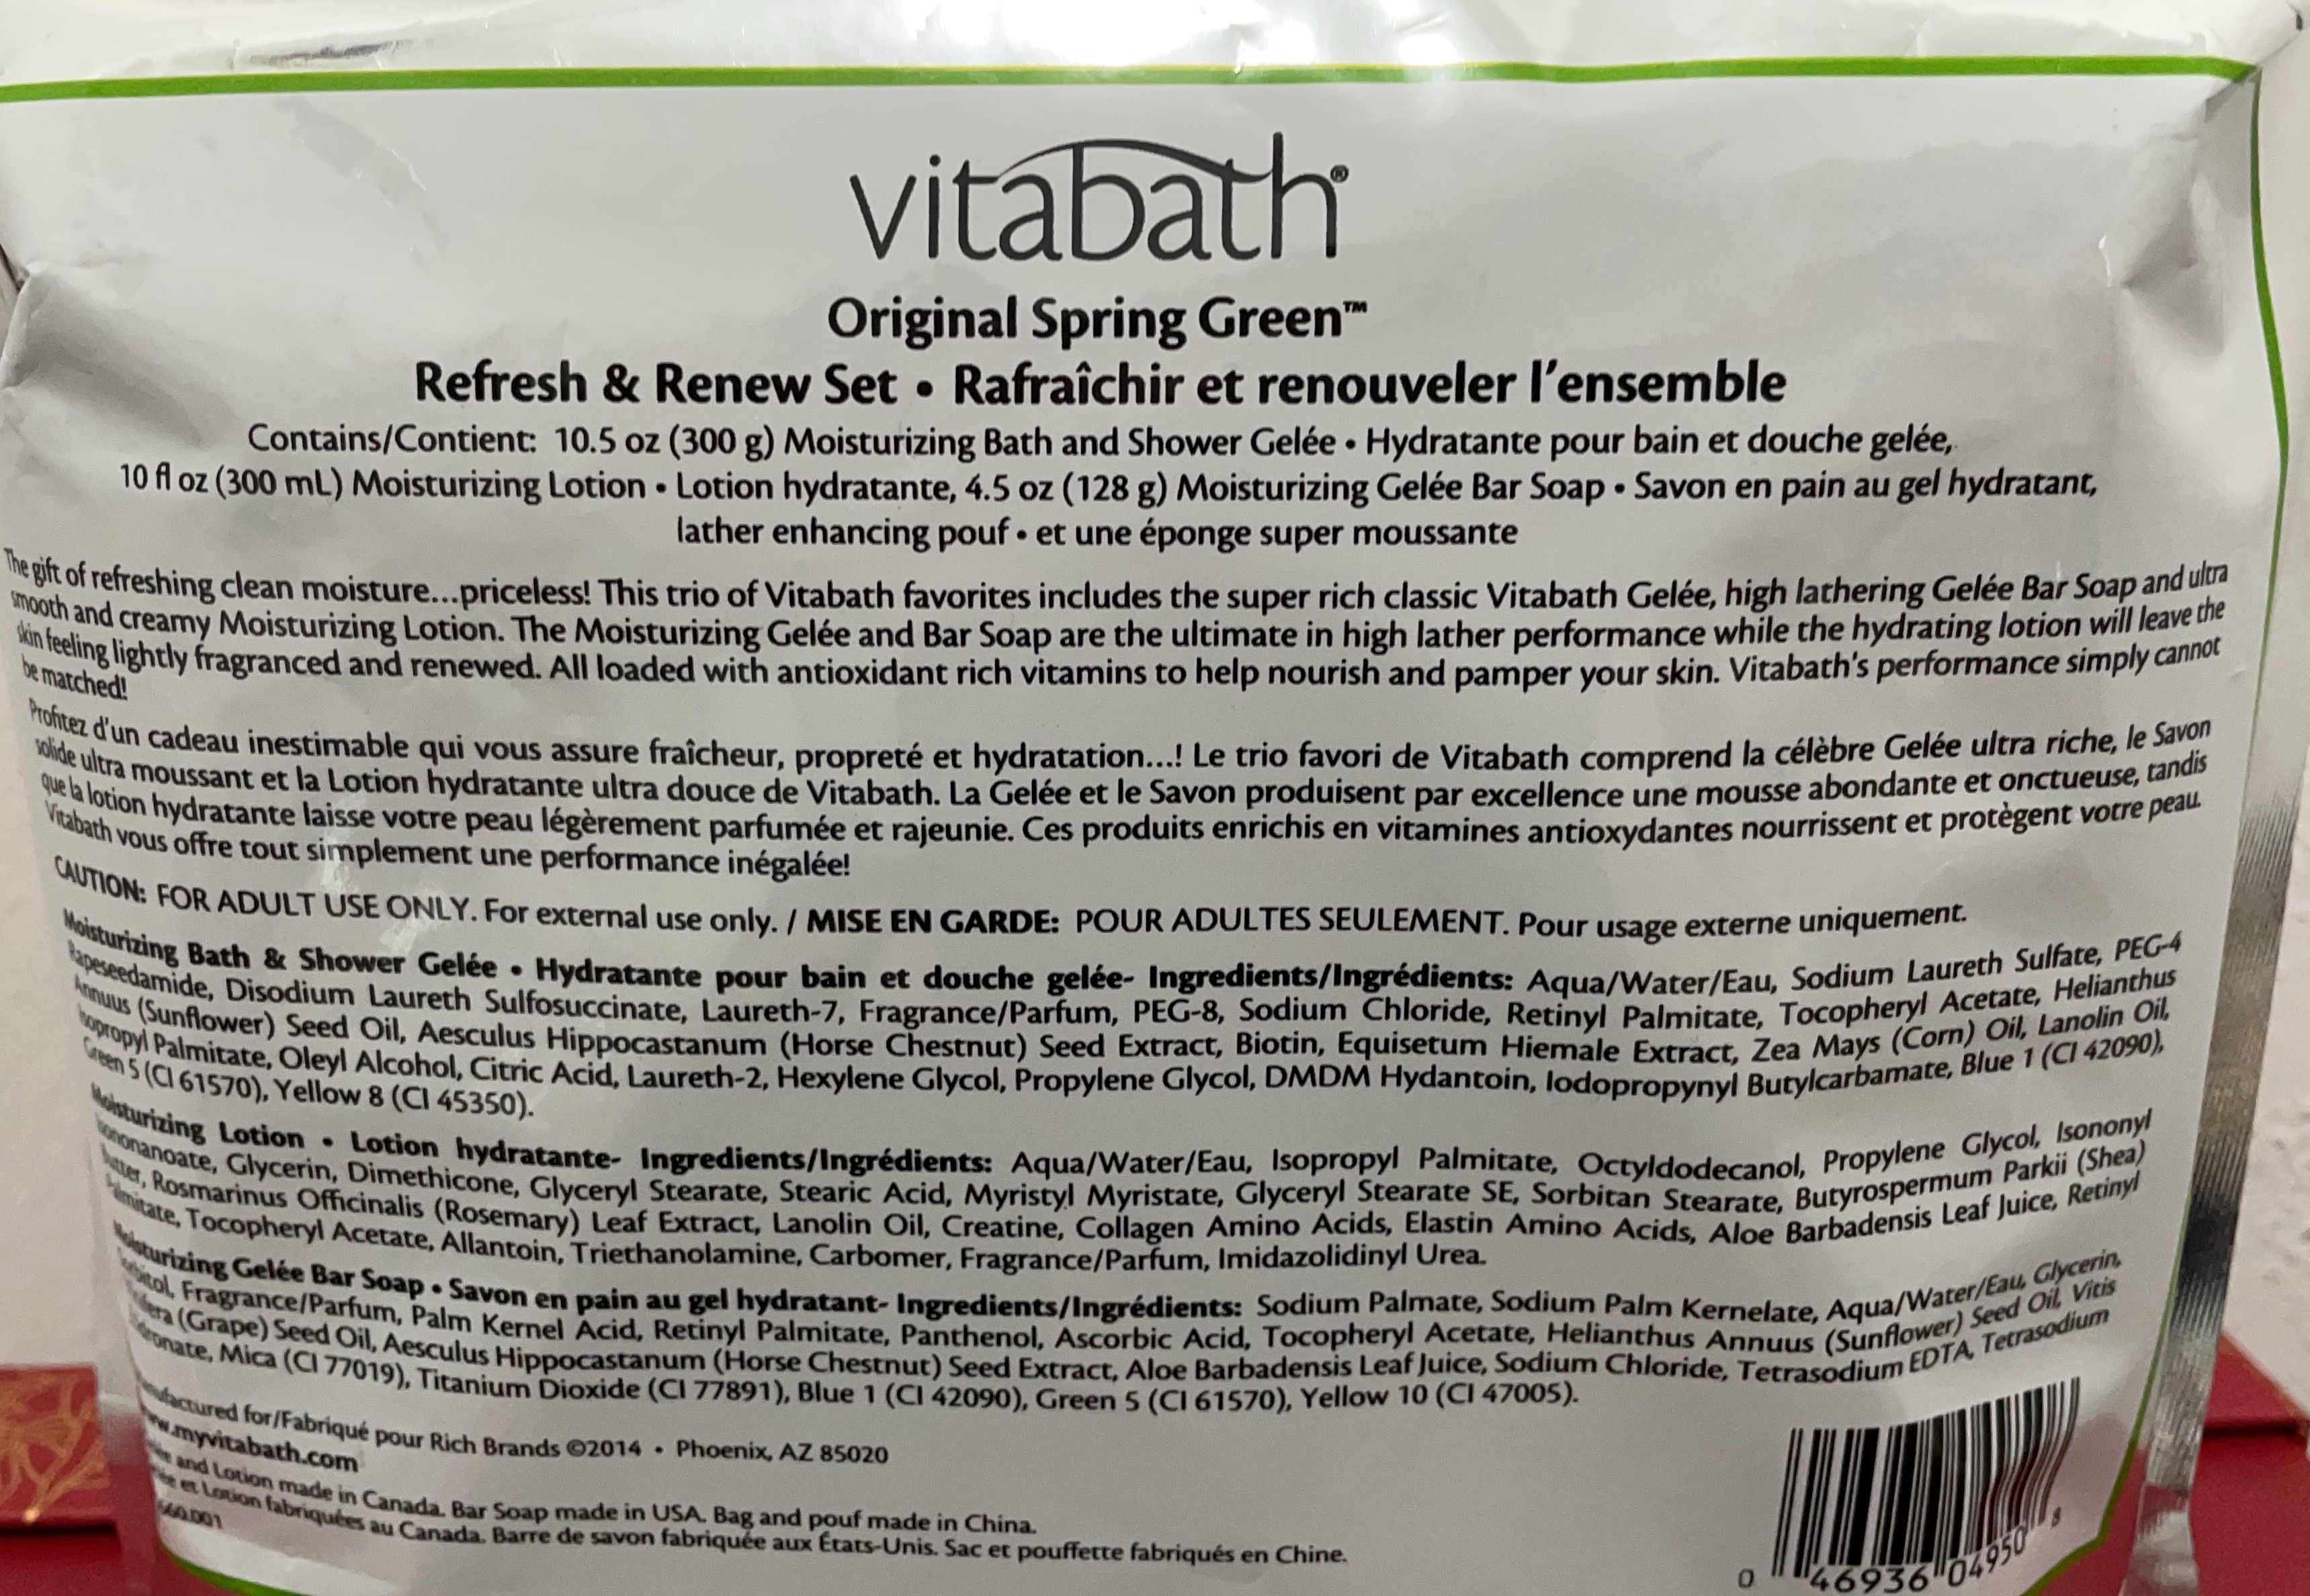 vitabath®
Original Spring Green™
Refresh & Renew Set • Rafraîchir et renouveler l'ensemble
Contains/Contient: 10.5 oz (300 g) Moisturizing Bath and Shower Gelée • Hydratante pour bain et douche gelée,
10 fl oz (300 mL) Moisturizing Lotion • Lotion hydratante, 4.5 oz (128 g) Moisturizing Gelée Bar Soap • Savon en pain au gel hydratant,
lather enhancing pouf • et une éponge super moussante
The gift of refreshing clean moisture...priceless! This trio of Vitabath favorites includes the super rich classic Vitabath Gelée, high lathering Gelée Bar Soap and ultra
smooth and creamy Moisturizing Lotion. The Moisturizing Gelée and Bar Soap are the ultimate in high lather performance while the hydrating lotion will leave the
skin feeling lightly fragranced and renewed. All loaded with antioxidant rich vitamins to help nourish and pamper your skin. Vitabath's performance simply cannot
be matched!
Profitez d'un cadeau inestimable qui vous assure fraîcheur, propreté et hydratation...! Le trio favori de Vitabath comprend la célèbre Gelée ultra riche, le Savon
solide ultra moussant et la Lotion hydratante ultra douce de Vitabath. La Gelée et le Savon produisent par excellence une mousse abondante et onctueuse, tandis
que la lotion hydratante laisse votre peau légèrement parfumée et rajeunie. Ces produits enrichis en vitamines antioxydantes nourrissent et protègent votre peau.
Vitabath vous offre tout simplement une performance inégalée!
CAUTION: FOR ADULT USE ONLY. For external use only. / MISE EN GARDE: POUR ADULTES SEULEMENT. Pour usage externe uniquement.
Moisturizing Bath & Shower Gelée • Hydratante pour bain et douche gelée- Ingredients/Ingrédients: Aqua/Water/Eau, Sodium Laureth Sulfate, PEG-4
Rapeseedamide, Disodium Laureth Sulfosuccinate, Laureth-7, Fragrance/Parfum, PEG-8, Sodium Chloride, Retinyl Palmitate, Tocopheryl Acetate, Helianthus
Annuus (Sunflower) Seed Oil, Aesculus Hippocastanum (Horse Chestnut) Seed Extract, Biotin, Equisetum Hiemale Extract, Zea Mays (Corn) Oil, Lanolin Oil,
Isopropyl Palmitate, Oleyl Alcohol, Citric Acid, Laureth-2, Hexylene Glycol, Propylene Glycol, DMDM Hydantoin, Iodopropynyl Butylcarbamate, Blue 1 (CI 42090),
Green 5 (CI 61570), Yellow 8 (CI 45350).
Moisturizing Lotion • Lotion hydratante- Ingredients/Ingrédients: Aqua/Water/Eau, Isopropyl Palmitate, Octyldodecanol, Propylene Glycol, Isononyl
Isononanoate, Glycerin, Dimethicone, Glyceryl Stearate, Stearic Acid, Myristyl Myristate, Glyceryl Stearate SE, Sorbitan Stearate, Butyrospermum Parkii (Shea)
Butter, Rosmarinus Officinalis (Rosemary) Leaf Extract, Lanolin Oil, Creatine, Collagen Amino Acids, Elastin Amino Acids, Aloe Barbadensis Leaf Juice, Retinyl
Palmitate, Tocopheryl Acetate, Allantoin, Triethanolamine, Carbomer, Fragrance/Parfum, Imidazolidinyl Urea.
Moisturizing Gelée Bar Soap • Savon en pain au gel hydratant- Ingredients/Ingrédients: Sodium Palmate, Sodium Palm Kernelate, Aqua/Water/Eau, Glycerin,
Sorbitol, Fragrance/Parfum, Palm Kernel Acid, Retinyl Palmitate, Panthenol, Ascorbic Acid, Tocopheryl Acetate, Helianthus Annuus (Sunflower) Seed Oil, Vitis
(Grape) Seed Oil, Aesculus Hippocastanum (Horse Chestnut) Seed Extract, Aloe Barbadensis Leaf Juice, Sodium Chloride, Tetrasodium EDTA, Tetrasodium
Mica (CI 77019), Titanium Dioxide (CI 77891), Blue 1 (CI 42090), Green 5 (CI 61570), Yellow 10 (CI 47005).
for/Fabriqué pour Rich Brands ©2014 • Phoenix, AZ 85020
www.myvitabath.com
and Lotion made in Canada. Bar Soap made in USA. Bag and pouf made in China.
et Lotion fabriquées au Canada. Barre de savon fabriquée aux États-Unis. Sac et pouffette fabriqués en Chine.
0 46936 04950 8